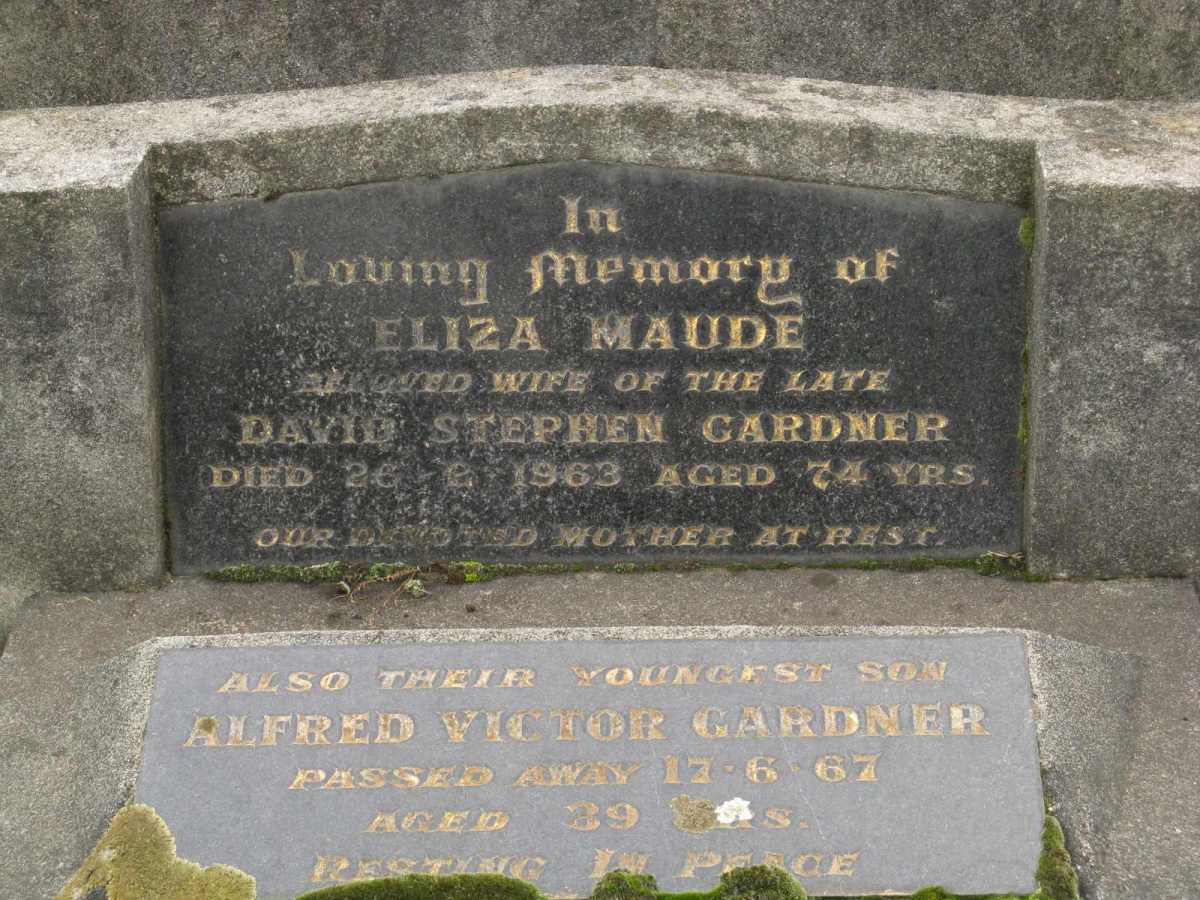 In
Loving Memory of
ELIZA MAUDE
BELOVED WIFE OF THE LATE
DAVID STEPHEN GARDNER
DIED 26 - 2 - 1963 AGED 74 YRS.
OUR DEVOTED MOTHER AT REST.
ALSO THEIR YOUNGEST SON
ALFRED VICTOR GARDNER
PASSED AWAY 17·6·67
AGED 39 YRS.
RESTING IN PEACE